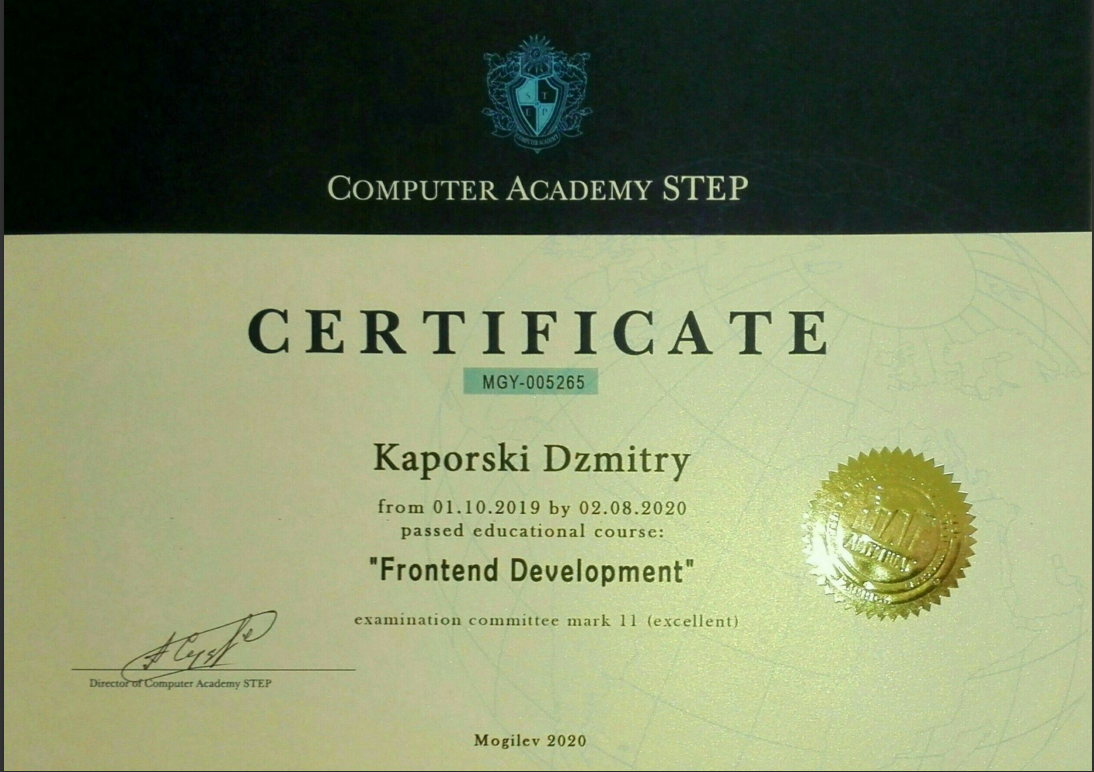 S T
E P
COMPUTER ACADEMY STEP
CERTIFICATE
MGY-005265
Kaporski Dzmitry
from 01.10.2019 by 02.08.2020
passed educational course:
"Frontend Development"
examination committee mark 11 (excellent)
Director of Computer Academy STEP
Mogilev 2020